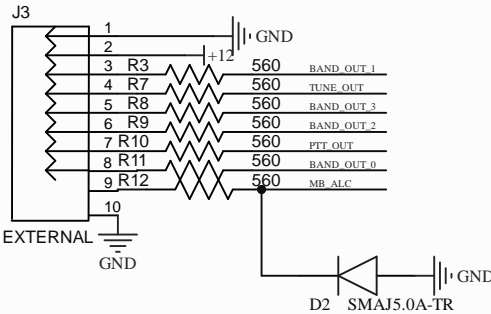 J3
1 GND
2 +12
3 R3 560 BAND_OUT_1
4 R7 560 TUNE_OUT
5 R8 560 BAND_OUT_3
6 R9 560 BAND_OUT_2
7 R10 560 PTT_OUT
8 R11 560 BAND_OUT_0
9 R12 560 MB_ALC
10
EXTERNAL
GND
GND
D2 SMAJ5.0A-TR